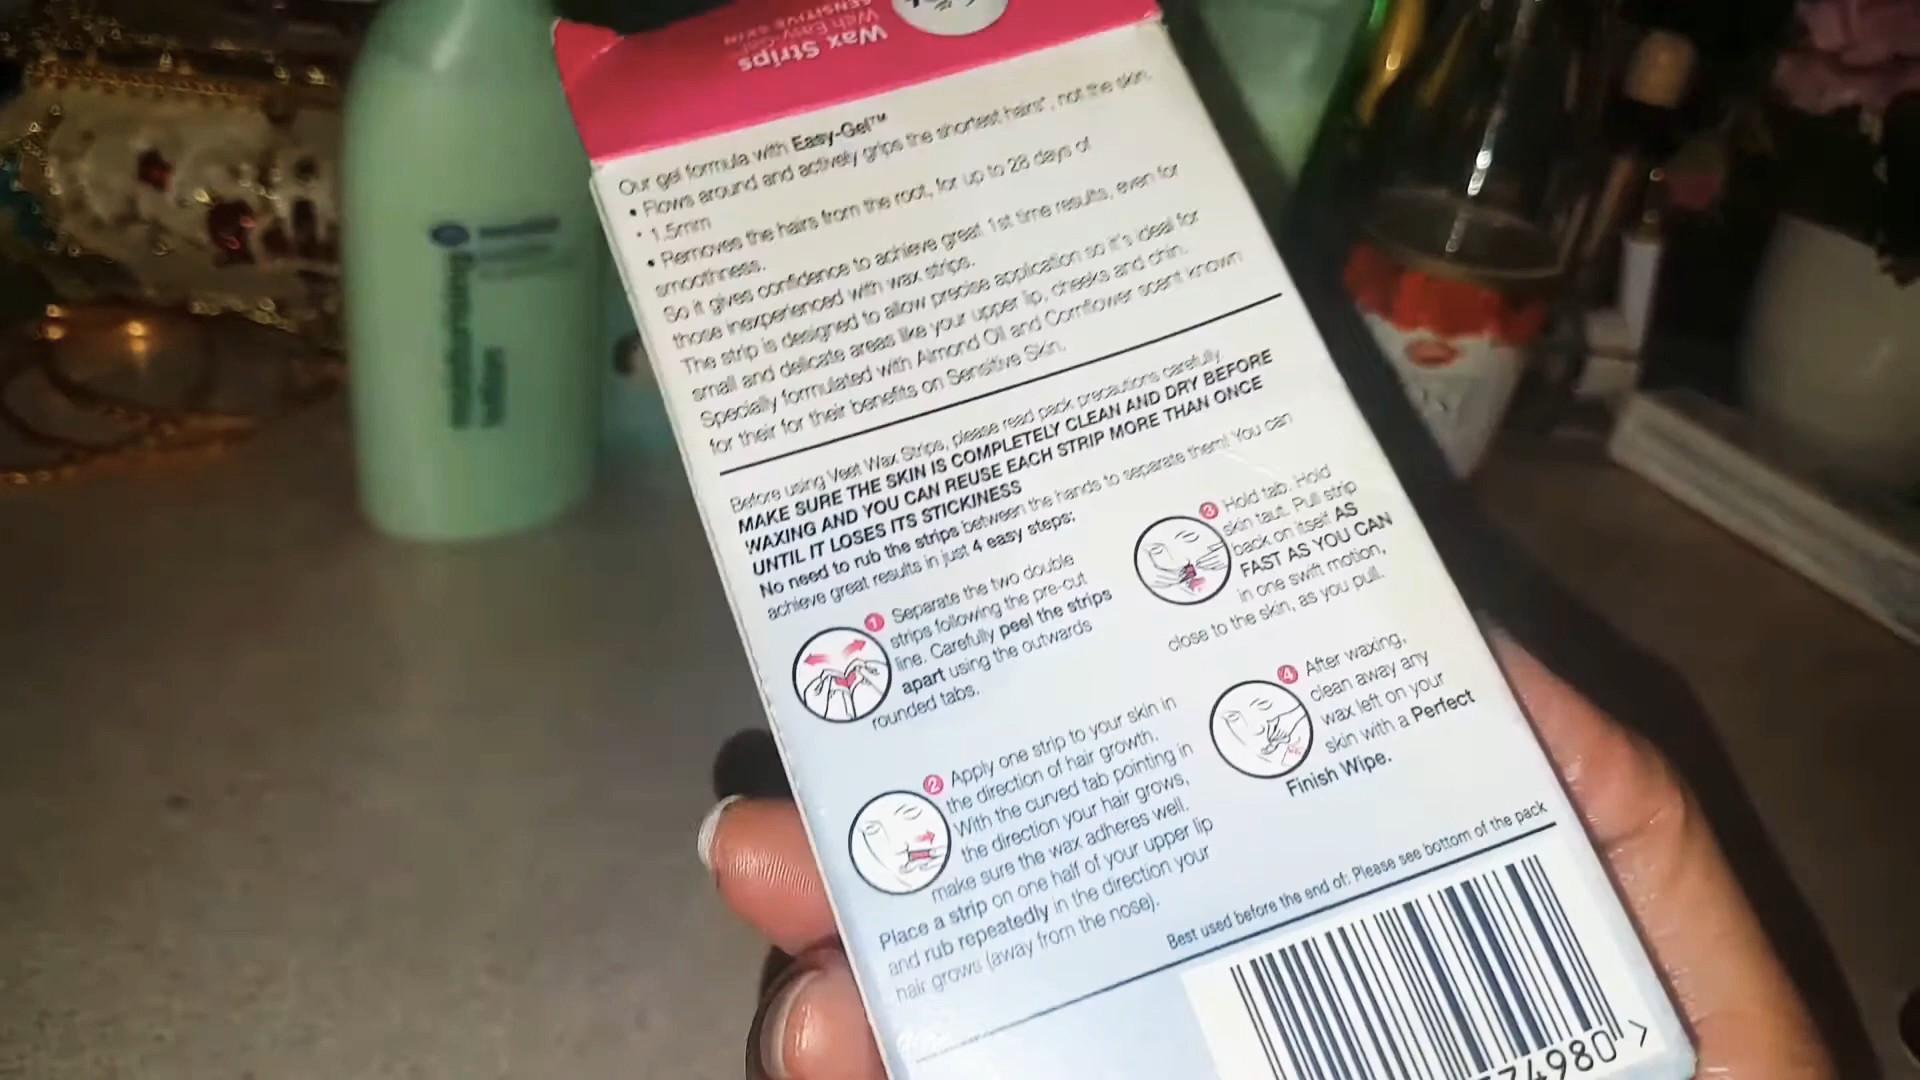 Wax Strips
With Easy-Gel
SENSITIVE SKIN
Our gel formula with Easy-Gel™
• Flows around and actively grips the shortest hairs*, not the skin.
* 1.5mm
• Removes the hairs from the root, for up to 28 days of
smoothness.
So it gives confidence to achieve great 1st time results, even for
those inexperienced with wax strips.
The strip is designed to allow precise application so it's ideal for
small and delicate areas like your upper lip, cheeks and chin.
Specially formulated with Almond Oil and Cornflower scent known
for their for their benefits on Sensitive Skin.
Before using Veet Wax Strips, please read pack precautions carefully.
MAKE SURE THE SKIN IS COMPLETELY CLEAN AND DRY BEFORE
WAXING AND YOU CAN REUSE EACH STRIP MORE THAN ONCE
UNTIL IT LOSES ITS STICKINESS
No need to rub the strips between the hands to separate them! You can
achieve great results in just 4 easy steps:
1 Separate the two double
strips following the pre-cut
line. Carefully peel the strips
apart using the outwards
rounded tabs.
2 Apply one strip to your skin in
the direction of hair growth.
With the curved tab pointing in
the direction your hair grows,
make sure the wax adheres well.
Place a strip on one half of your upper lip
and rub repeatedly in the direction your
hair grows (away from the nose).
3 Hold tab. Hold
skin taut. Pull strip
back on itself AS
FAST AS YOU CAN
in one swift motion,
close to the skin, as you pull.
4 After waxing,
clean away any
wax left on your
skin with a Perfect
Finish Wipe.
Best used before the end of: Please see bottom of the pack
74980 >